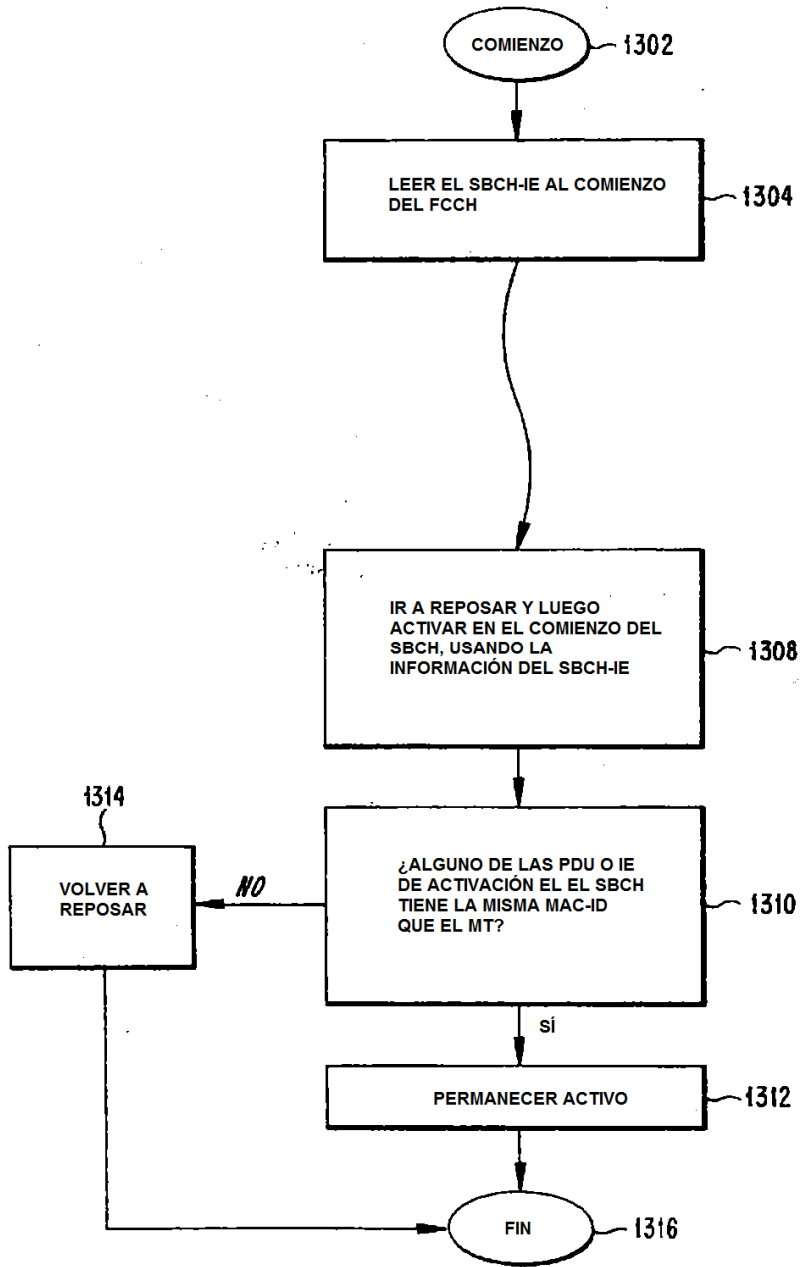 COMIENZO
1302
LEER EL SBCH-IE AL COMIENZO
DEL FCCH
1304
IR A REPOSAR Y LUEGO
ACTIVAR EN EL COMIENZO DEL
SBCH, USANDO LA
INFORMACIÓN DEL SBCH-IE
1308
1314
VOLVER A
REPOSAR
NO
¿ALGUNO DE LAS PDU O IE
DE ACTIVACIÓN EL EL SBCH
TIENE LA MISMA MAC-ID
QUE EL MT?
1310
SÍ
PERMANECER ACTIVO
1312
FIN
1316